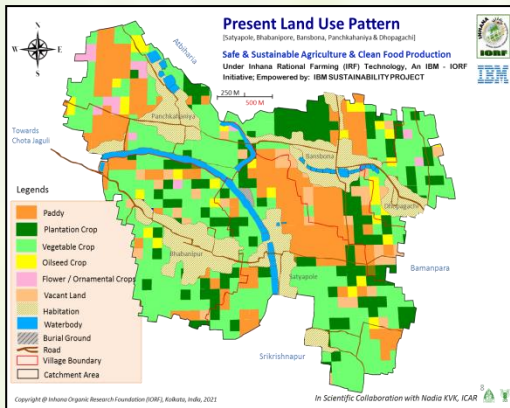 Present Land Use Pattern
[Satyapole, Bhabanipore, Bansbona, Panchkahaniya & Dhopagachi]
Safe & Sustainable Agriculture & Clean Food Production
Under Inhana Rational Farming (IRF) Technology, An IBM - IORF
Initiative; Empowered by: IBM SUSTAINABILITY PROJECT
IORF
IBM
N
W
E
S
250 M
500 M
Atbharia
Panchkahaniya
Towards
Chota Jaguli
Bansbona
Dhopagachi
Bhabanipur
Satyapole
Bamanpara
Srikrishnapur
Legends
Paddy
Plantation Crop
Vegetable Crop
Oilseed Crop
Flower / Ornamental Crops
Vacant Land
Habitation
Waterbody
Burial Ground
Road
Village Boundary
Catchment Area
8
Copyright @ Inhana Organic Research Foundation (IORF), Kolkata, India, 2021
In Scientific Collaboration with Nadia KVK, ICAR